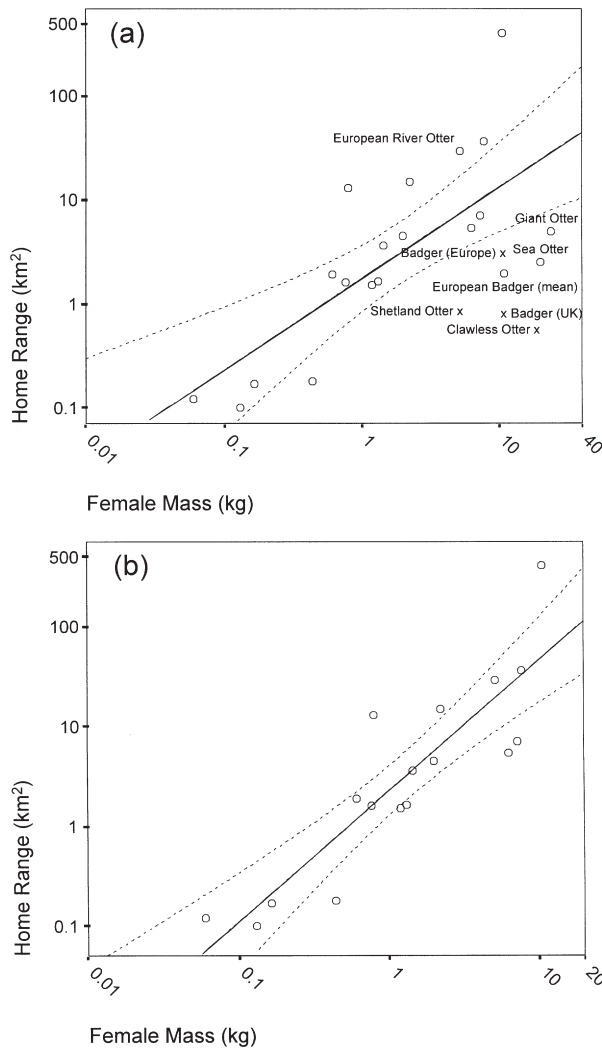 (a)
500
100
10
1
0.1
Home Range (km²)
European River Otter
Giant Otter
Badger (Europe) x
Sea Otter
European Badger (mean)
Shetland Otter x
x Badger (UK)
Clawless Otter x
0.01
0.1
1
10
40
Female Mass (kg)
(b)
500
100
10
1
0.1
Home Range (km²)
0.01
0.1
1
10
20
Female Mass (kg)